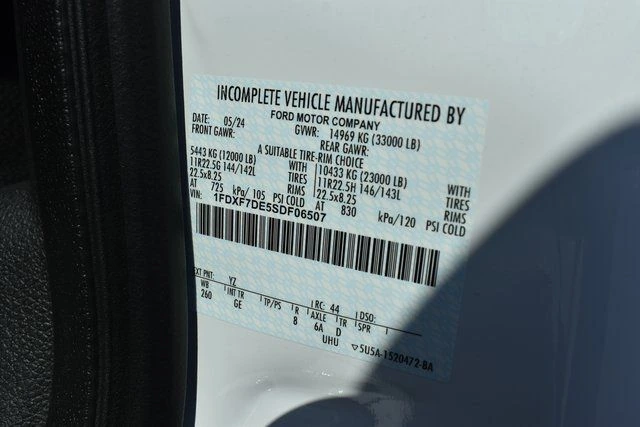 INCOMPLETE VEHICLE MANUFACTURED BY
FORD MOTOR COMPANY
DATE: 05/24 GVWR: 14969 KG (33000 LB)
FRONT GAWR: REAR GAWR:
A SUITABLE TIRE-RIM CHOICE
5443 KG (12000 LB) WITH 10433 KG (23000 LB) WITH
11R22.5G 144/142L TIRES 11R22.5H 146/143L TIRES
22.5x8.25 RIMS 22.5x8.25 RIMS
AT 725 kPa/ 105 PSI COLD AT 830 kPa/120 PSI COLD
VIN: 1FDXF7DE5SDF06507
EXT PNT: YZ RC: 44 DSO:
WB INT TR TP/PS R AXLE TR SPR
260 GE B 6A D
UHU 5U5A-1520472-BA